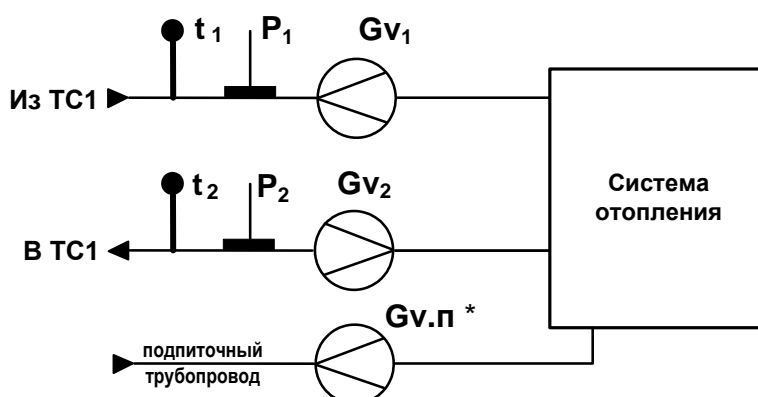 t 1 P1 Gv1
Из ТС1
t 2 P2 Gv2
Система
отопления
В ТС1
Gv.п *
подпиточный
трубопровод